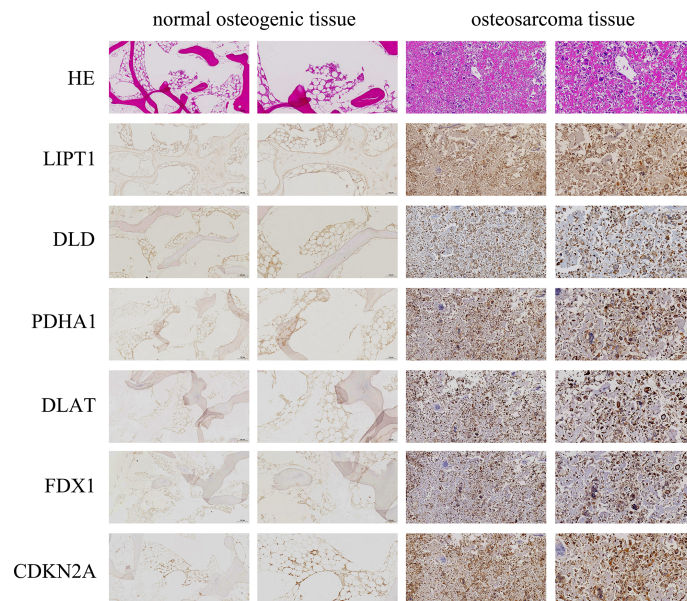 normal osteogenic tissue osteosarcoma tissue
HE
LIPT1
DLD
PDHA1
DLAT
FDX1
CDKN2A